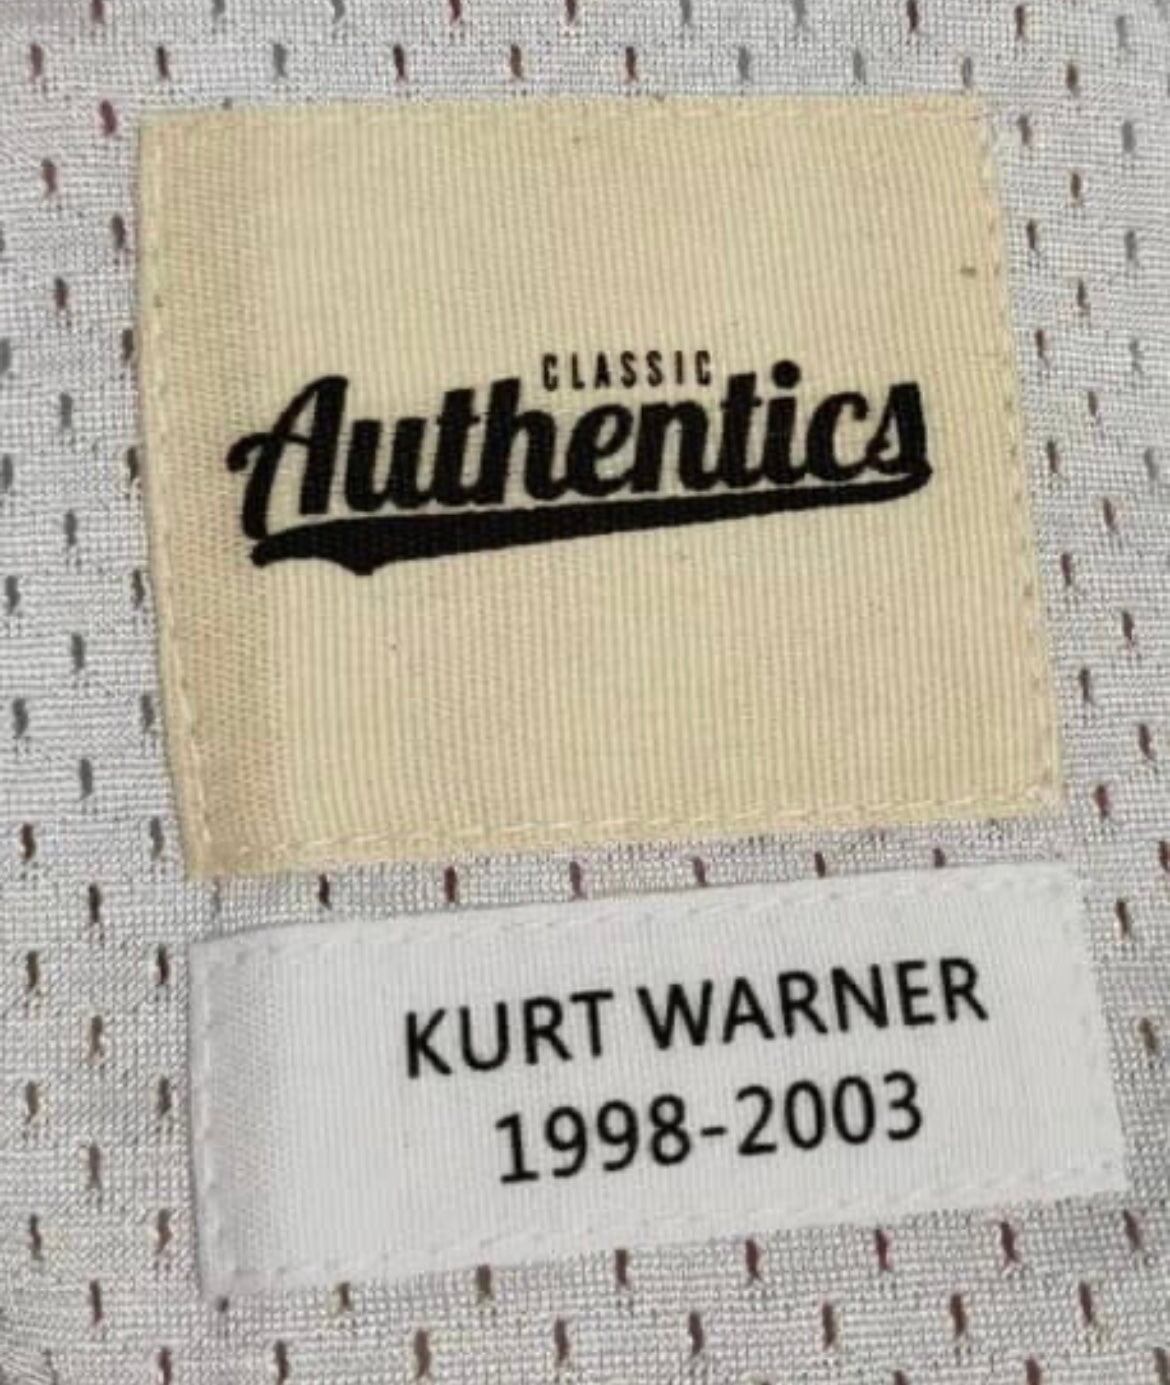 CLASSIC
Authentics
KURT WARNER
1998-2003